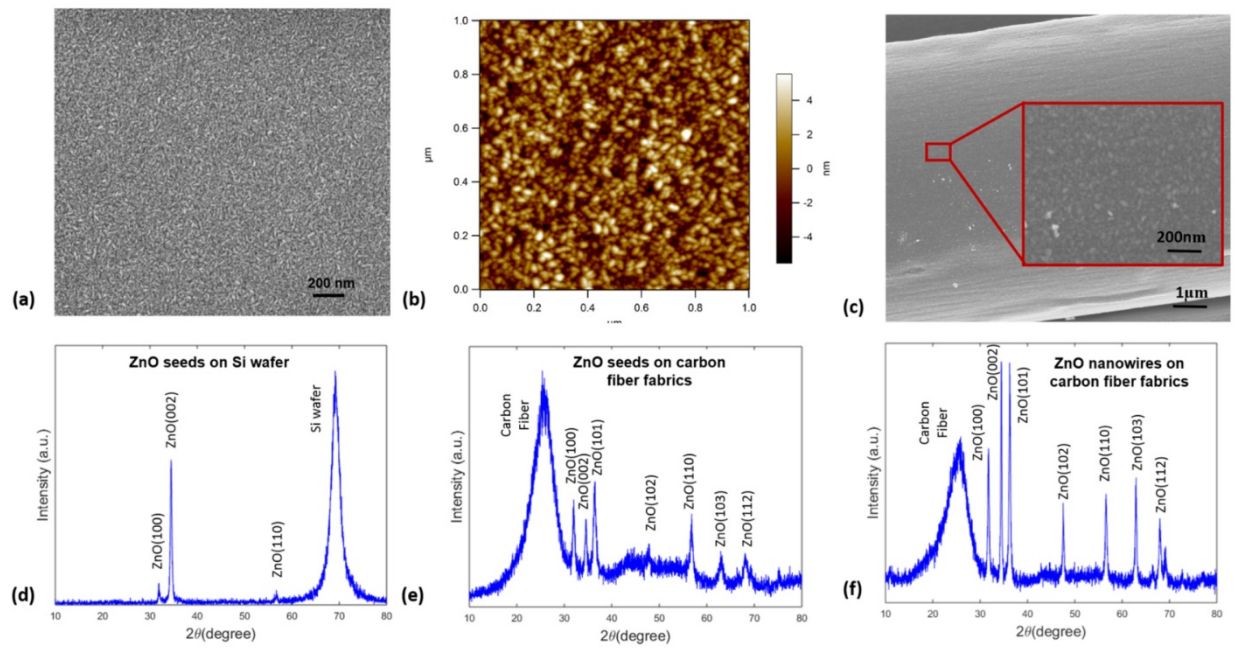 (a)
200 nm
(b)
1.0
0.8
0.6
0.4
0.2
0.0
µm
0.0
0.2
0.4
0.6
0.8
1.0
4
2
0
-2
-4
nm
(c)
200nm
1µm
(d)
ZnO seeds on Si wafer
Intensity (a.u.)
ZnO(100)
ZnO(002)
ZnO(110)
Si wafer
10
20
30
40
50
60
70
80
2θ(degree)
(e)
ZnO seeds on carbon
fiber fabrics
Intensity (a.u.)
Carbon
Fiber
ZnO(100)
ZnO(002)
ZnO(101)
ZnO(102)
ZnO(110)
ZnO(103)
ZnO(112)
10
20
30
40
50
60
70
80
2θ(degree)
(f)
ZnO nanowires on
carbon fiber fabrics
Intensity (a.u.)
Carbon
Fiber
ZnO(100)
ZnO(002)
ZnO(101)
ZnO(102)
ZnO(110)
ZnO(103)
ZnO(112)
10
20
30
40
50
60
70
80
2θ(degree)